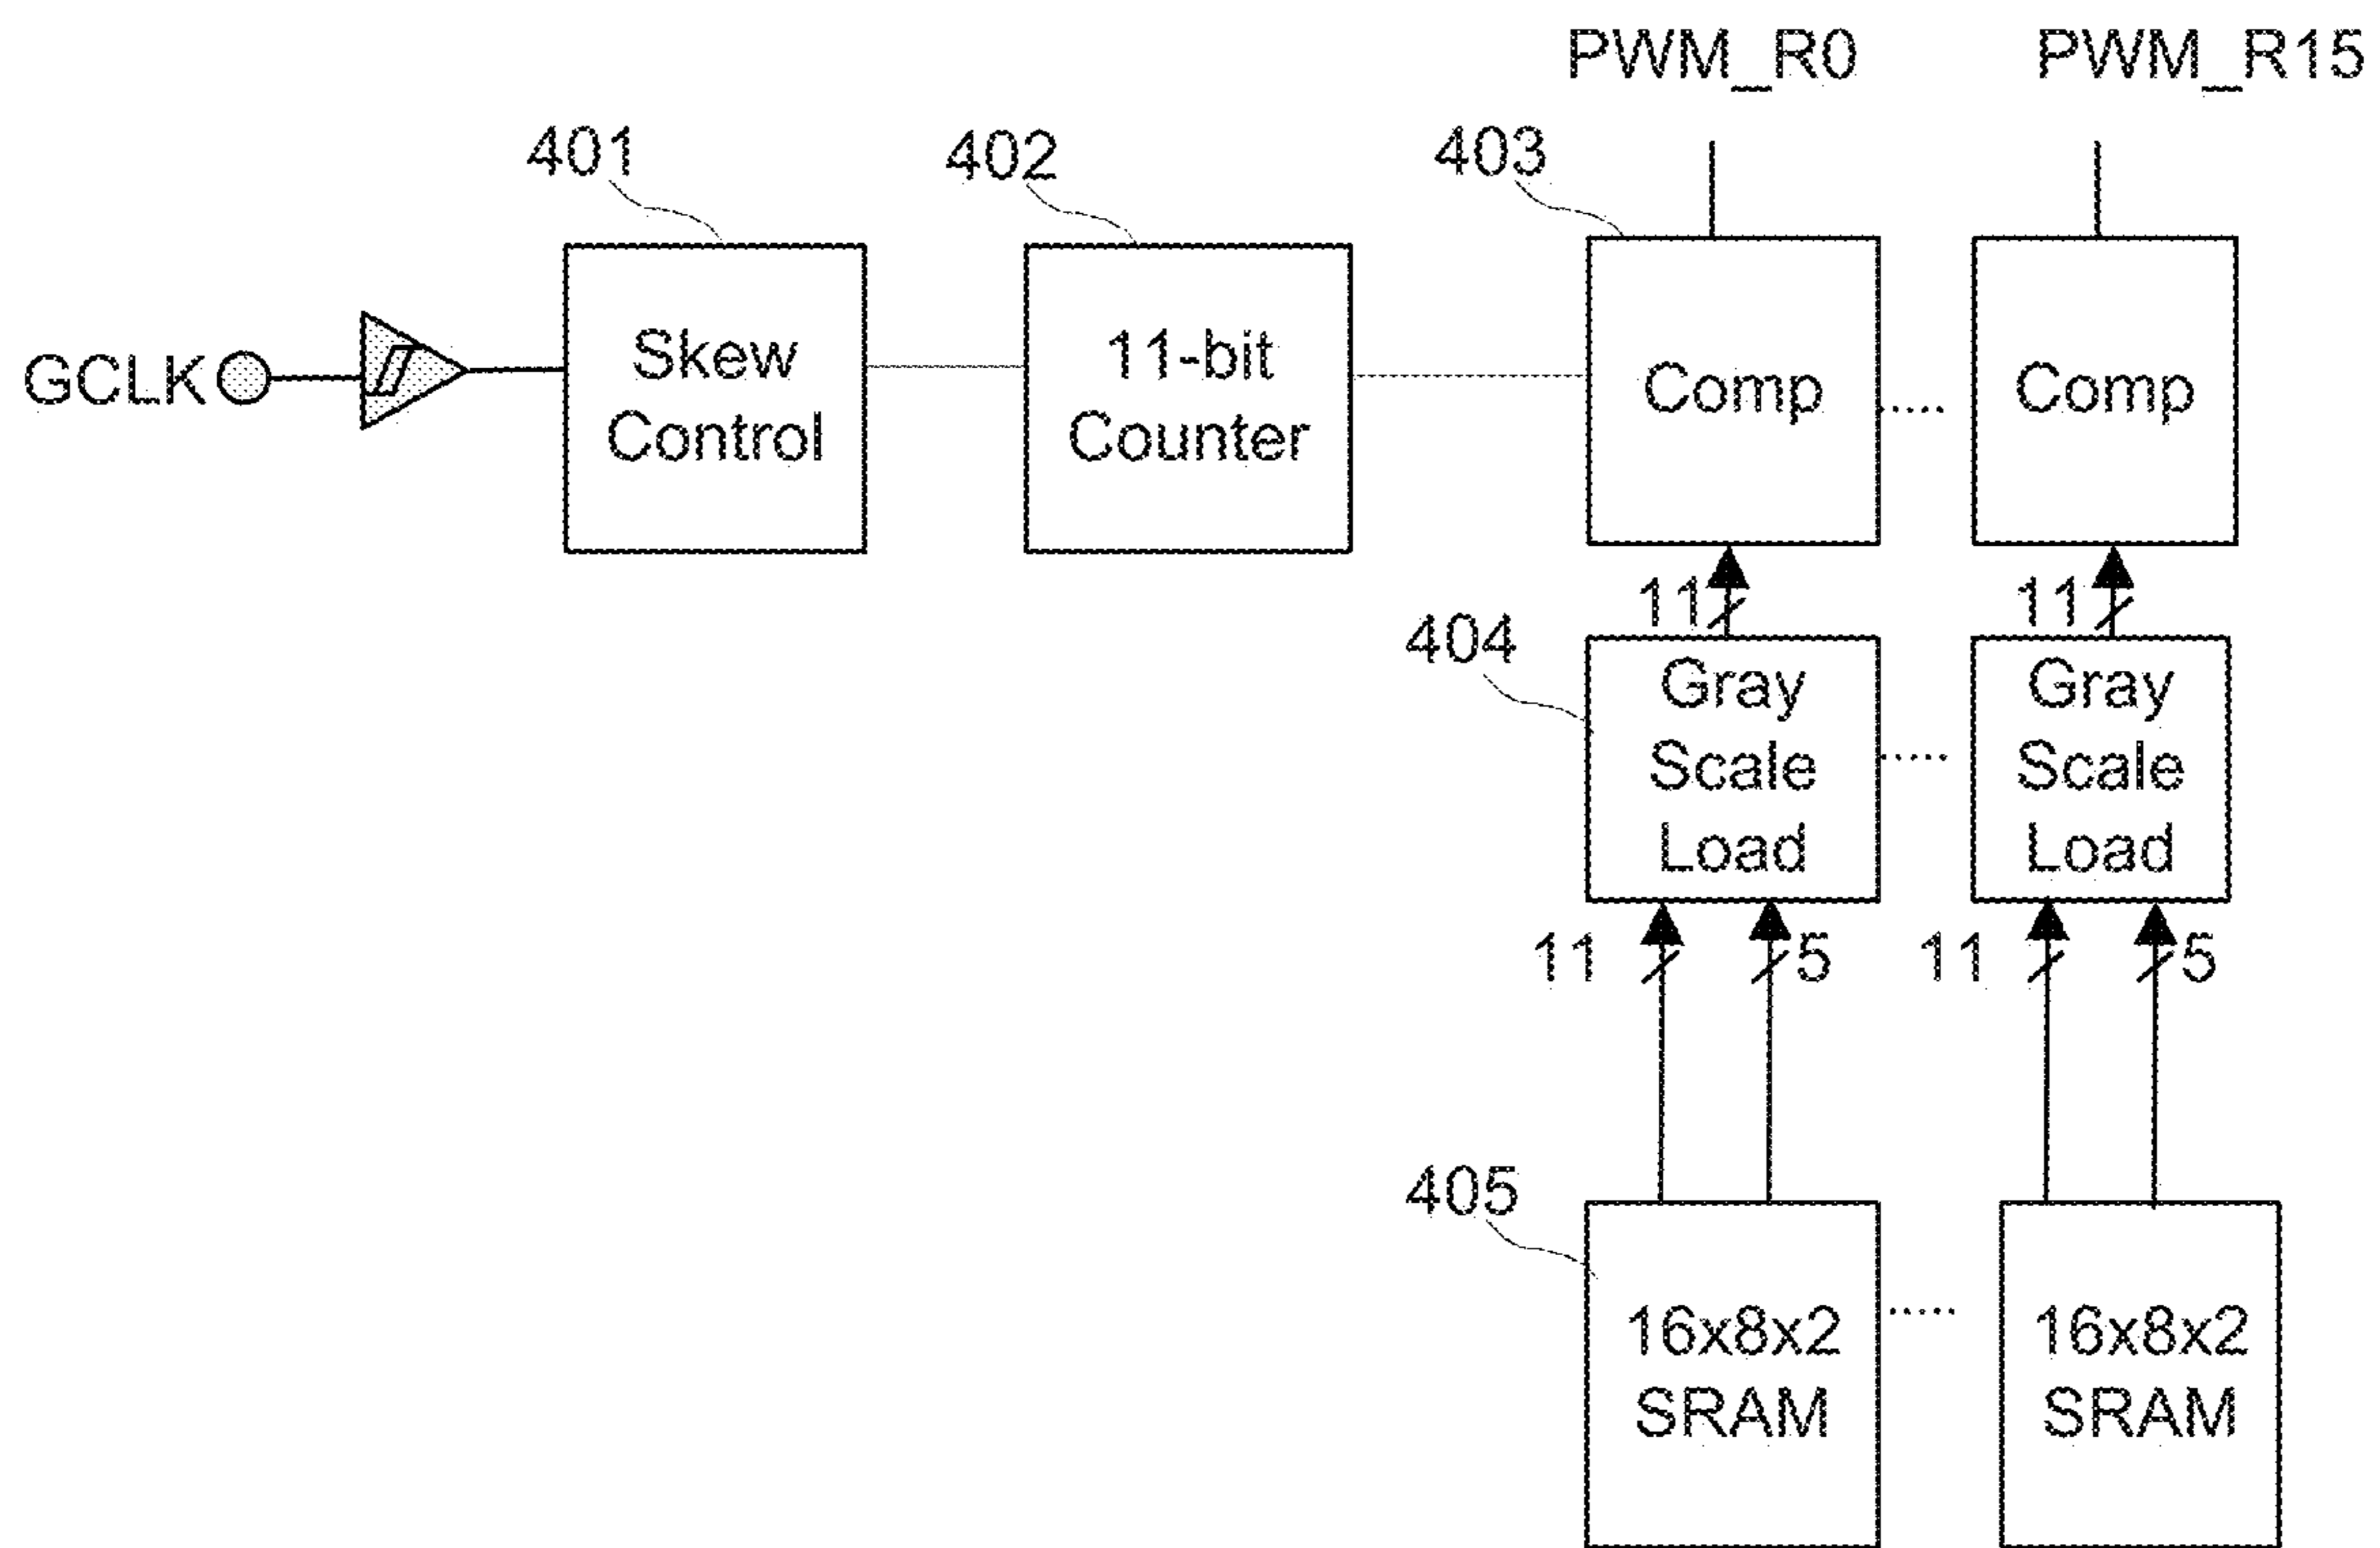 PWM_R0 PWM_R15
401 402 403
GCLK
Skew
Control
11-bit
Counter
Comp
Comp
11 11
404
Gray
Scale
Load
Gray
Scale
Load
11 5 11 5
405
16x8x2
SRAM
16x8x2
SRAM